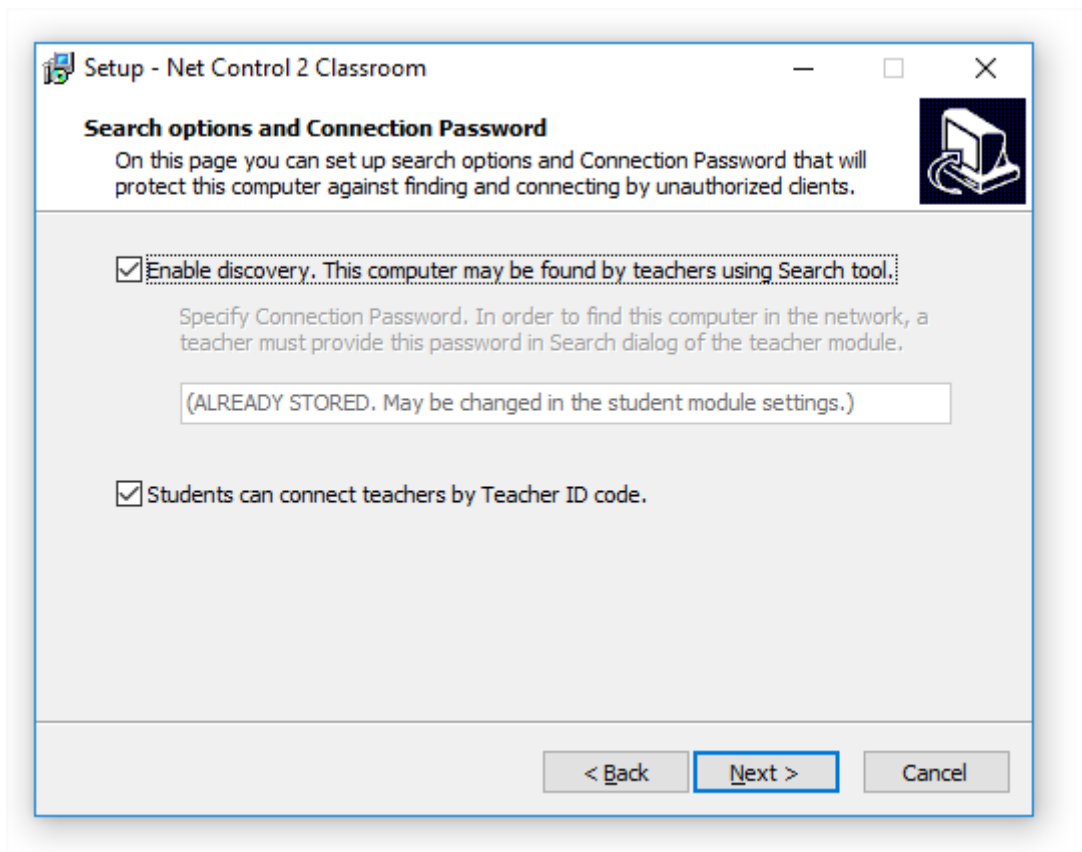 Setup - Net Control 2 Classroom
Search options and Connection Password
On this page you can set up search options and Connection Password that will
protect this computer against finding and connecting by unauthorized clients.
Enable discovery. This computer may be found by teachers using Search tool.
Specify Connection Password. In order to find this computer in the network, a
teacher must provide this password in Search dialog of the teacher module.
(ALREADY STORED. May be changed in the student module settings.)
Students can connect teachers by Teacher ID code.
< Back Next > Cancel